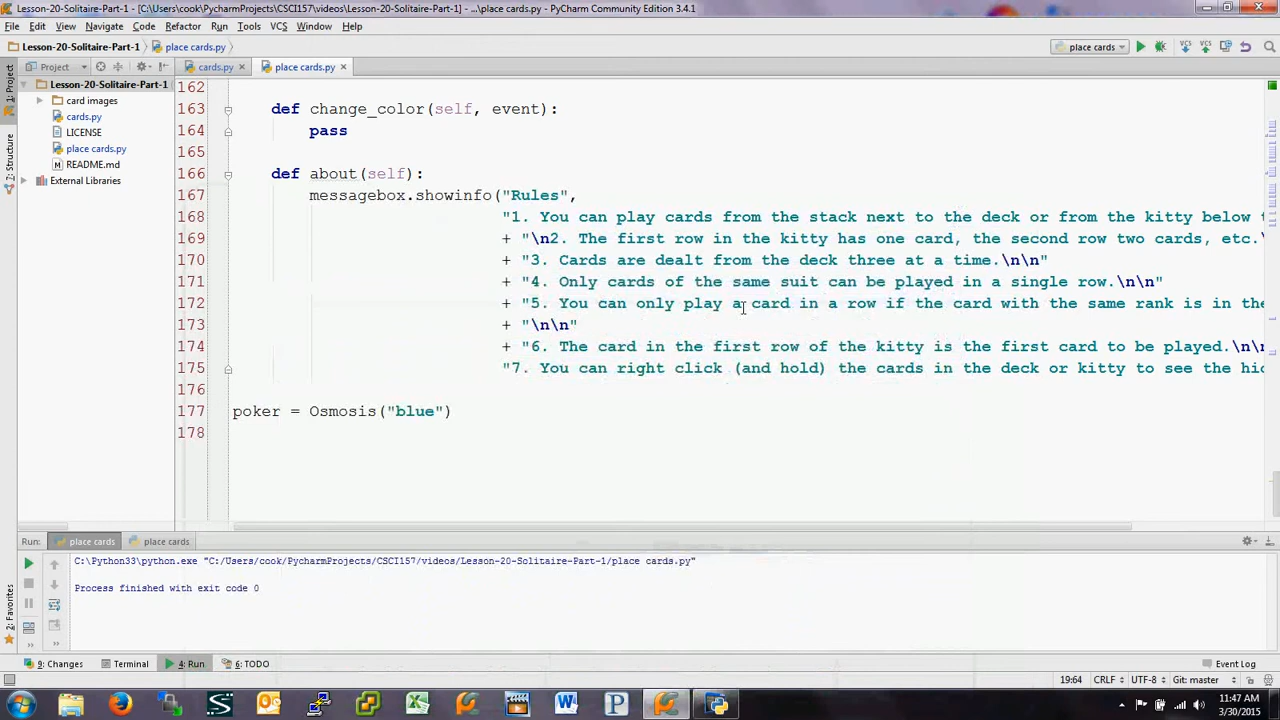 Lesson-20-Solitaire-Part-1 - [C:\Users\cook\PycharmProjects\CSCI157\videos\Lesson-20-Solitaire-Part-1] - ...\place cards.py - PyCharm Community Edition 3.4.1
File Edit View Navigate Code Refactor Run Tools VCS Window Help
Lesson-20-Solitaire-Part-1 place cards.py place cards
1: Project
Project
cards.py place cards.py
Lesson-20-Solitaire-Part-1
card images
cards.py
LICENSE
place cards.py
README.md
External Libraries
7: Structure
162
163 def change_color(self, event):
164 pass
165
166 def about(self):
167 messagebox.showinfo("Rules",
168 "1. You can play cards from the stack next to the deck or from the kitty below
169 + "\n2. The first row in the kitty has one card, the second row two cards, etc.
170 + "3. Cards are dealt from the deck three at a time.\n\n"
171 + "4. Only cards of the same suit can be played in a single row.\n\n"
172 + "5. You can only play a card in a row if the card with the same rank is in the
173 + "\n\n"
174 + "6. The card in the first row of the kitty is the first card to be played.\n\n
175 "7. You can right click (and hold) the cards in the deck or kitty to see the hid
176
177 poker = Osmosis("blue")
178
Run: place cards place cards
C:\Python33\python.exe "C:/Users/cook/PycharmProjects/CSCI157/videos/Lesson-20-Solitaire-Part-1/place cards.py"
Process finished with exit code 0
2: Favorites
9: Changes Terminal 4: Run 6: TODO Event Log
19:64 CRLF UTF-8 Git: master
11:47 AM
3/30/2015